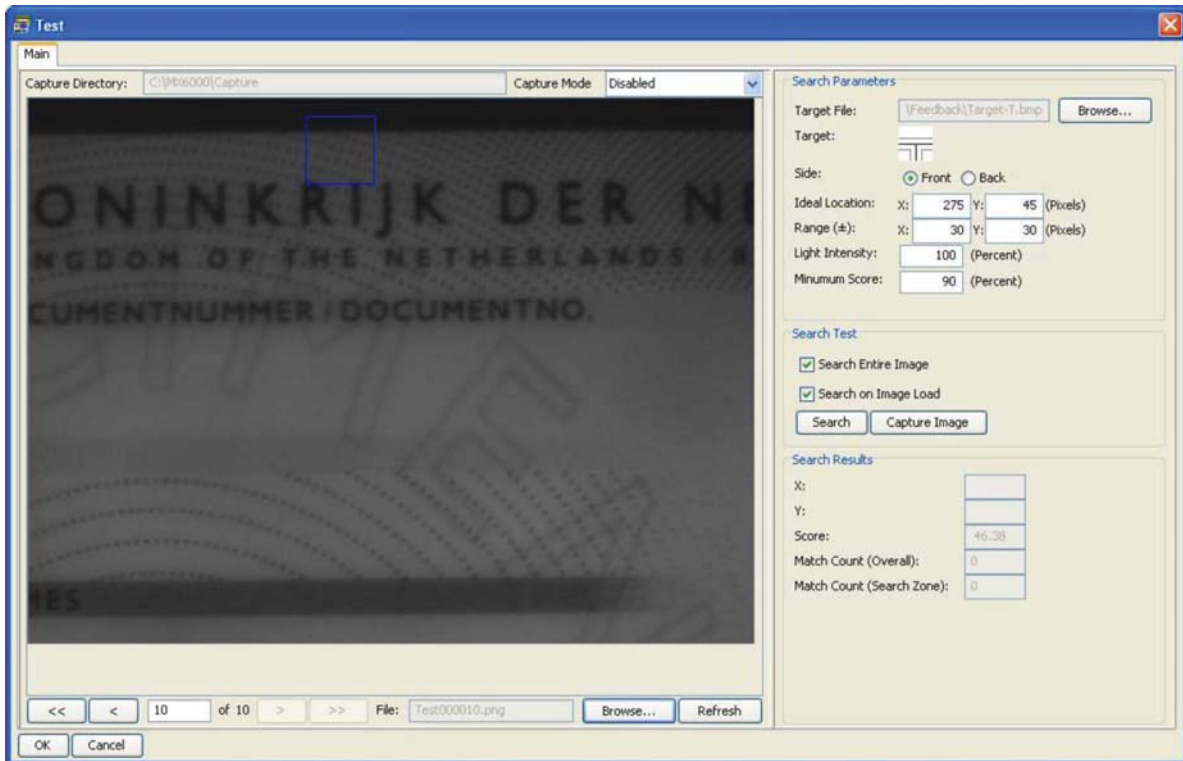 Test
Main
Capture Directory: C:\MX6000\Capture Capture Mode Disabled
ONINKRIJK DER NE
NGDOM OF THE NETHERLANDS / R
CUMENTNUMMER / DOCUMENTNO.
MES
<< < 10 of 10 > >> File: Test000010.png Browse... Refresh
OK Cancel
Search Parameters
Target File: \Feedback\Target-T.bmp Browse...
Target:
Side: Front Back
Ideal Location: X: 275 Y: 45 (Pixels)
Range (±): X: 30 Y: 30 (Pixels)
Light Intensity: 100 (Percent)
Minumum Score: 90 (Percent)
Search Test
Search Entire Image
Search on Image Load
Search Capture Image
Search Results
X:
Y:
Score: 46.38
Match Count (Overall): 0
Match Count (Search Zone): 0